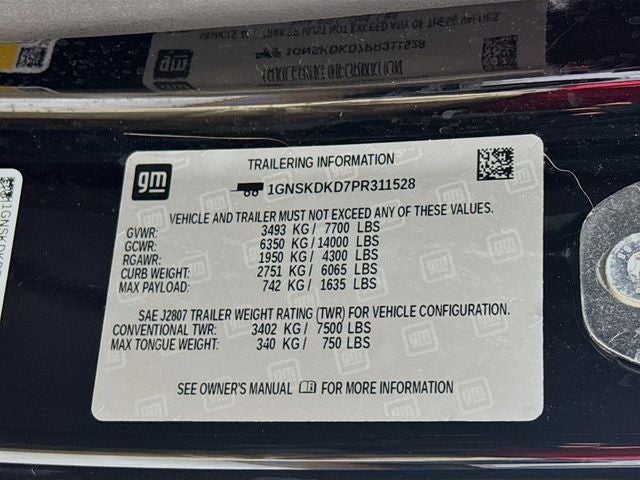 gm
TRAILERING INFORMATION
1GNSKDKD7PR311528
VEHICLE AND TRAILER MUST NOT EXCEED ANY OF THESE VALUES.
GVWR: 3493 KG / 7700 LBS
GCWR: 6350 KG / 14000 LBS
RGAWR: 1950 KG / 4300 LBS
CURB WEIGHT: 2751 KG / 6065 LBS
MAX PAYLOAD: 742 KG / 1635 LBS
SAE J2807 TRAILER WEIGHT RATING (TWR) FOR VEHICLE CONFIGURATION.
CONVENTIONAL TWR: 3402 KG / 7500 LBS
MAX TONGUE WEIGHT: 340 KG / 750 LBS
SEE OWNER'S MANUAL FOR MORE INFORMATION